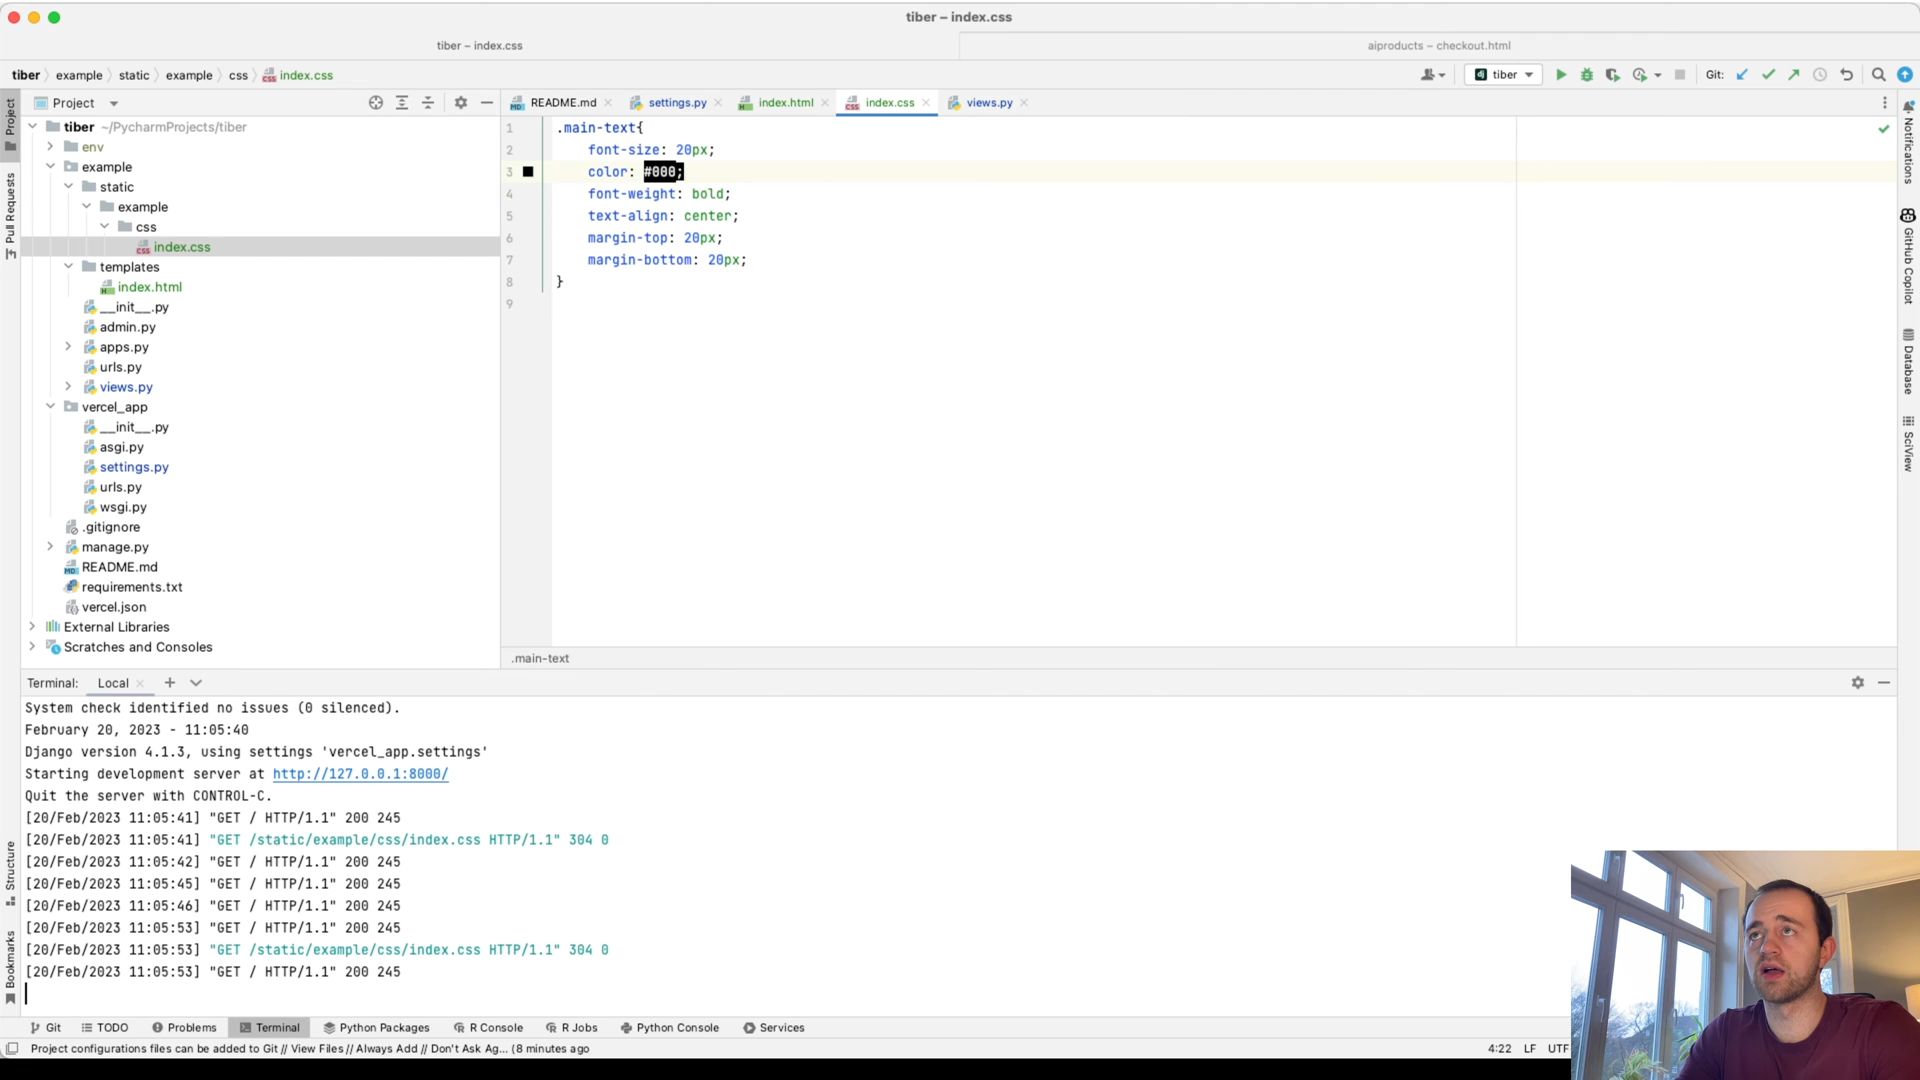 tiber – index.css
tiber – index.css
aiproducts – checkout.html
tiber example static example css index.css
tiber
Git:
Project
README.md settings.py index.html index.css views.py
tiber ~/PycharmProjects/tiber
env
example
static
example
css
index.css
templates
index.html
__init__.py
admin.py
apps.py
urls.py
views.py
vercel_app
__init__.py
asgi.py
settings.py
urls.py
wsgi.py
.gitignore
manage.py
README.md
requirements.txt
vercel.json
External Libraries
Scratches and Consoles
1 .main-text{
2 font-size: 20px;
3 color: #000;
4 font-weight: bold;
5 text-align: center;
6 margin-top: 20px;
7 margin-bottom: 20px;
8 }
9
.main-text
Project
Pull Requests
Structure
Bookmarks
Notifications
GitHub Copilot
Database
SciView
Terminal: Local
System check identified no issues (0 silenced).
February 20, 2023 - 11:05:40
Django version 4.1.3, using settings 'vercel_app.settings'
Starting development server at http://127.0.0.1:8000/
Quit the server with CONTROL-C.
[20/Feb/2023 11:05:41] "GET / HTTP/1.1" 200 245
[20/Feb/2023 11:05:41] "GET /static/example/css/index.css HTTP/1.1" 304 0
[20/Feb/2023 11:05:42] "GET / HTTP/1.1" 200 245
[20/Feb/2023 11:05:45] "GET / HTTP/1.1" 200 245
[20/Feb/2023 11:05:46] "GET / HTTP/1.1" 200 245
[20/Feb/2023 11:05:53] "GET / HTTP/1.1" 200 245
[20/Feb/2023 11:05:53] "GET /static/example/css/index.css HTTP/1.1" 304 0
[20/Feb/2023 11:05:53] "GET / HTTP/1.1" 200 245
Git TODO Problems Terminal Python Packages R Console R Jobs Python Console Services
Project configurations files can be added to Git // View Files // Always Add // Don't Ask Ag... (8 minutes ago
4:22 LF UTF